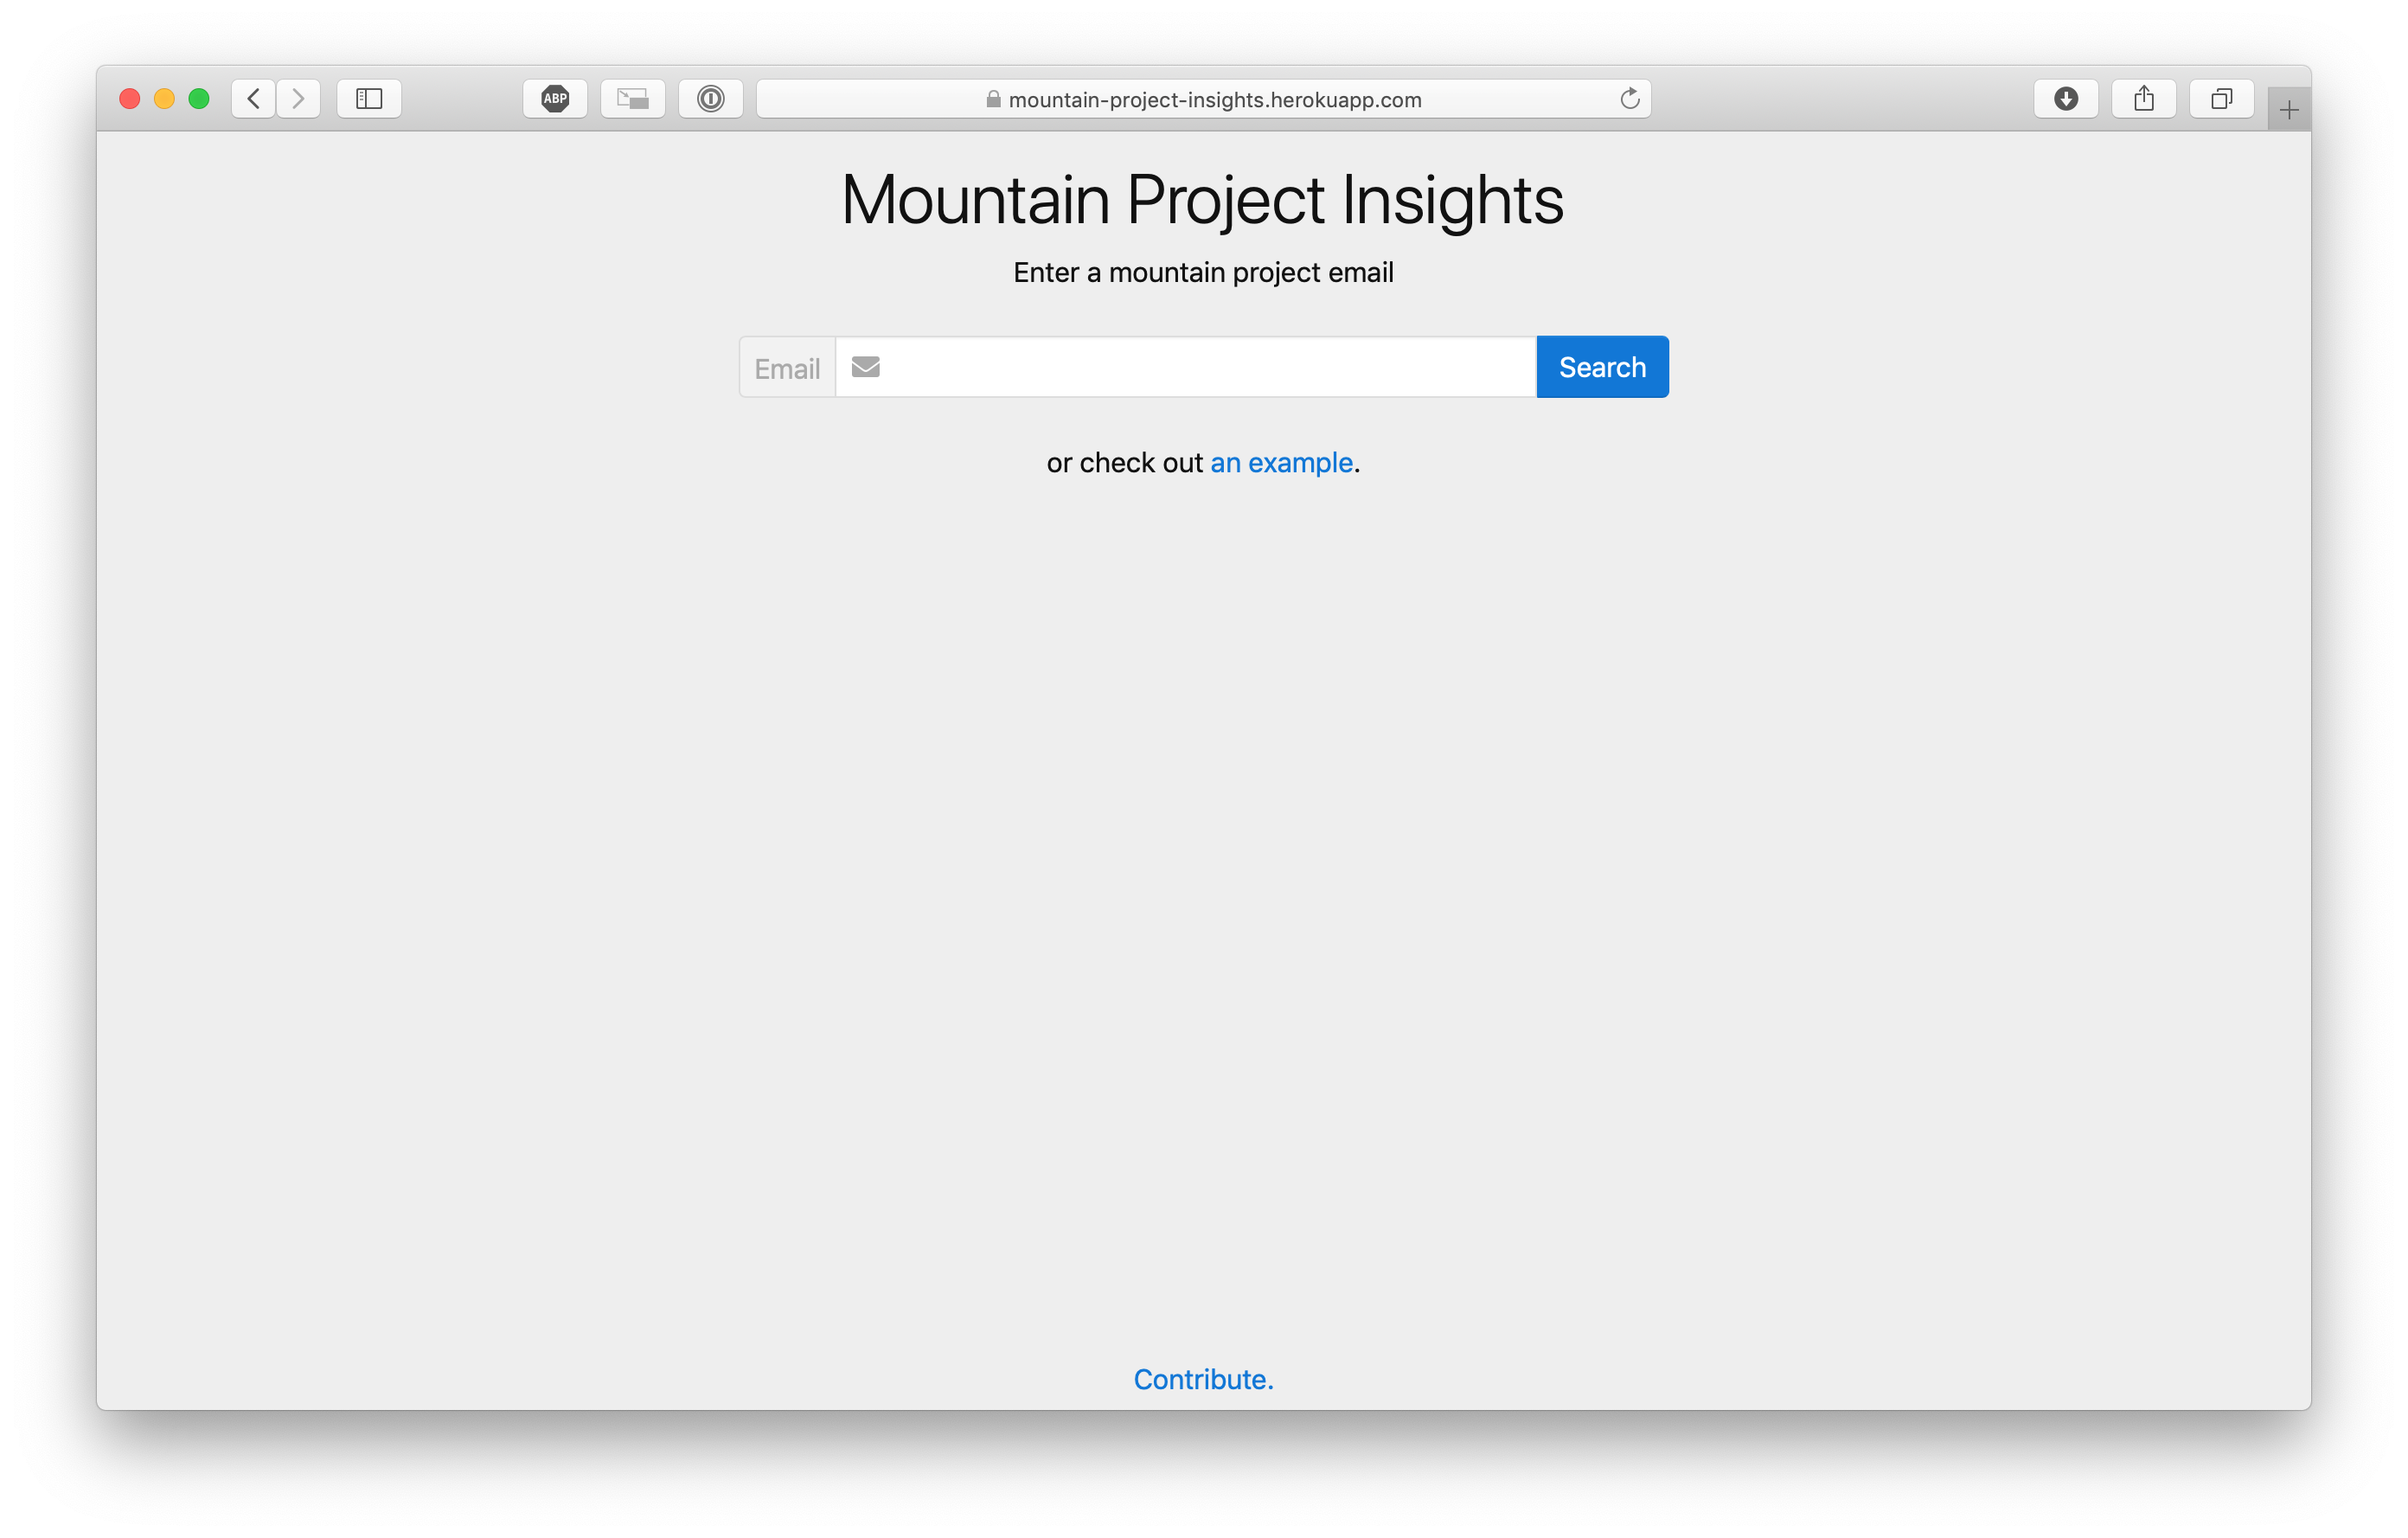 ABP
mountain-project-insights.herokuapp.com
Mountain Project Insights
Enter a mountain project email
Email
Search
or check out an example.
Contribute.